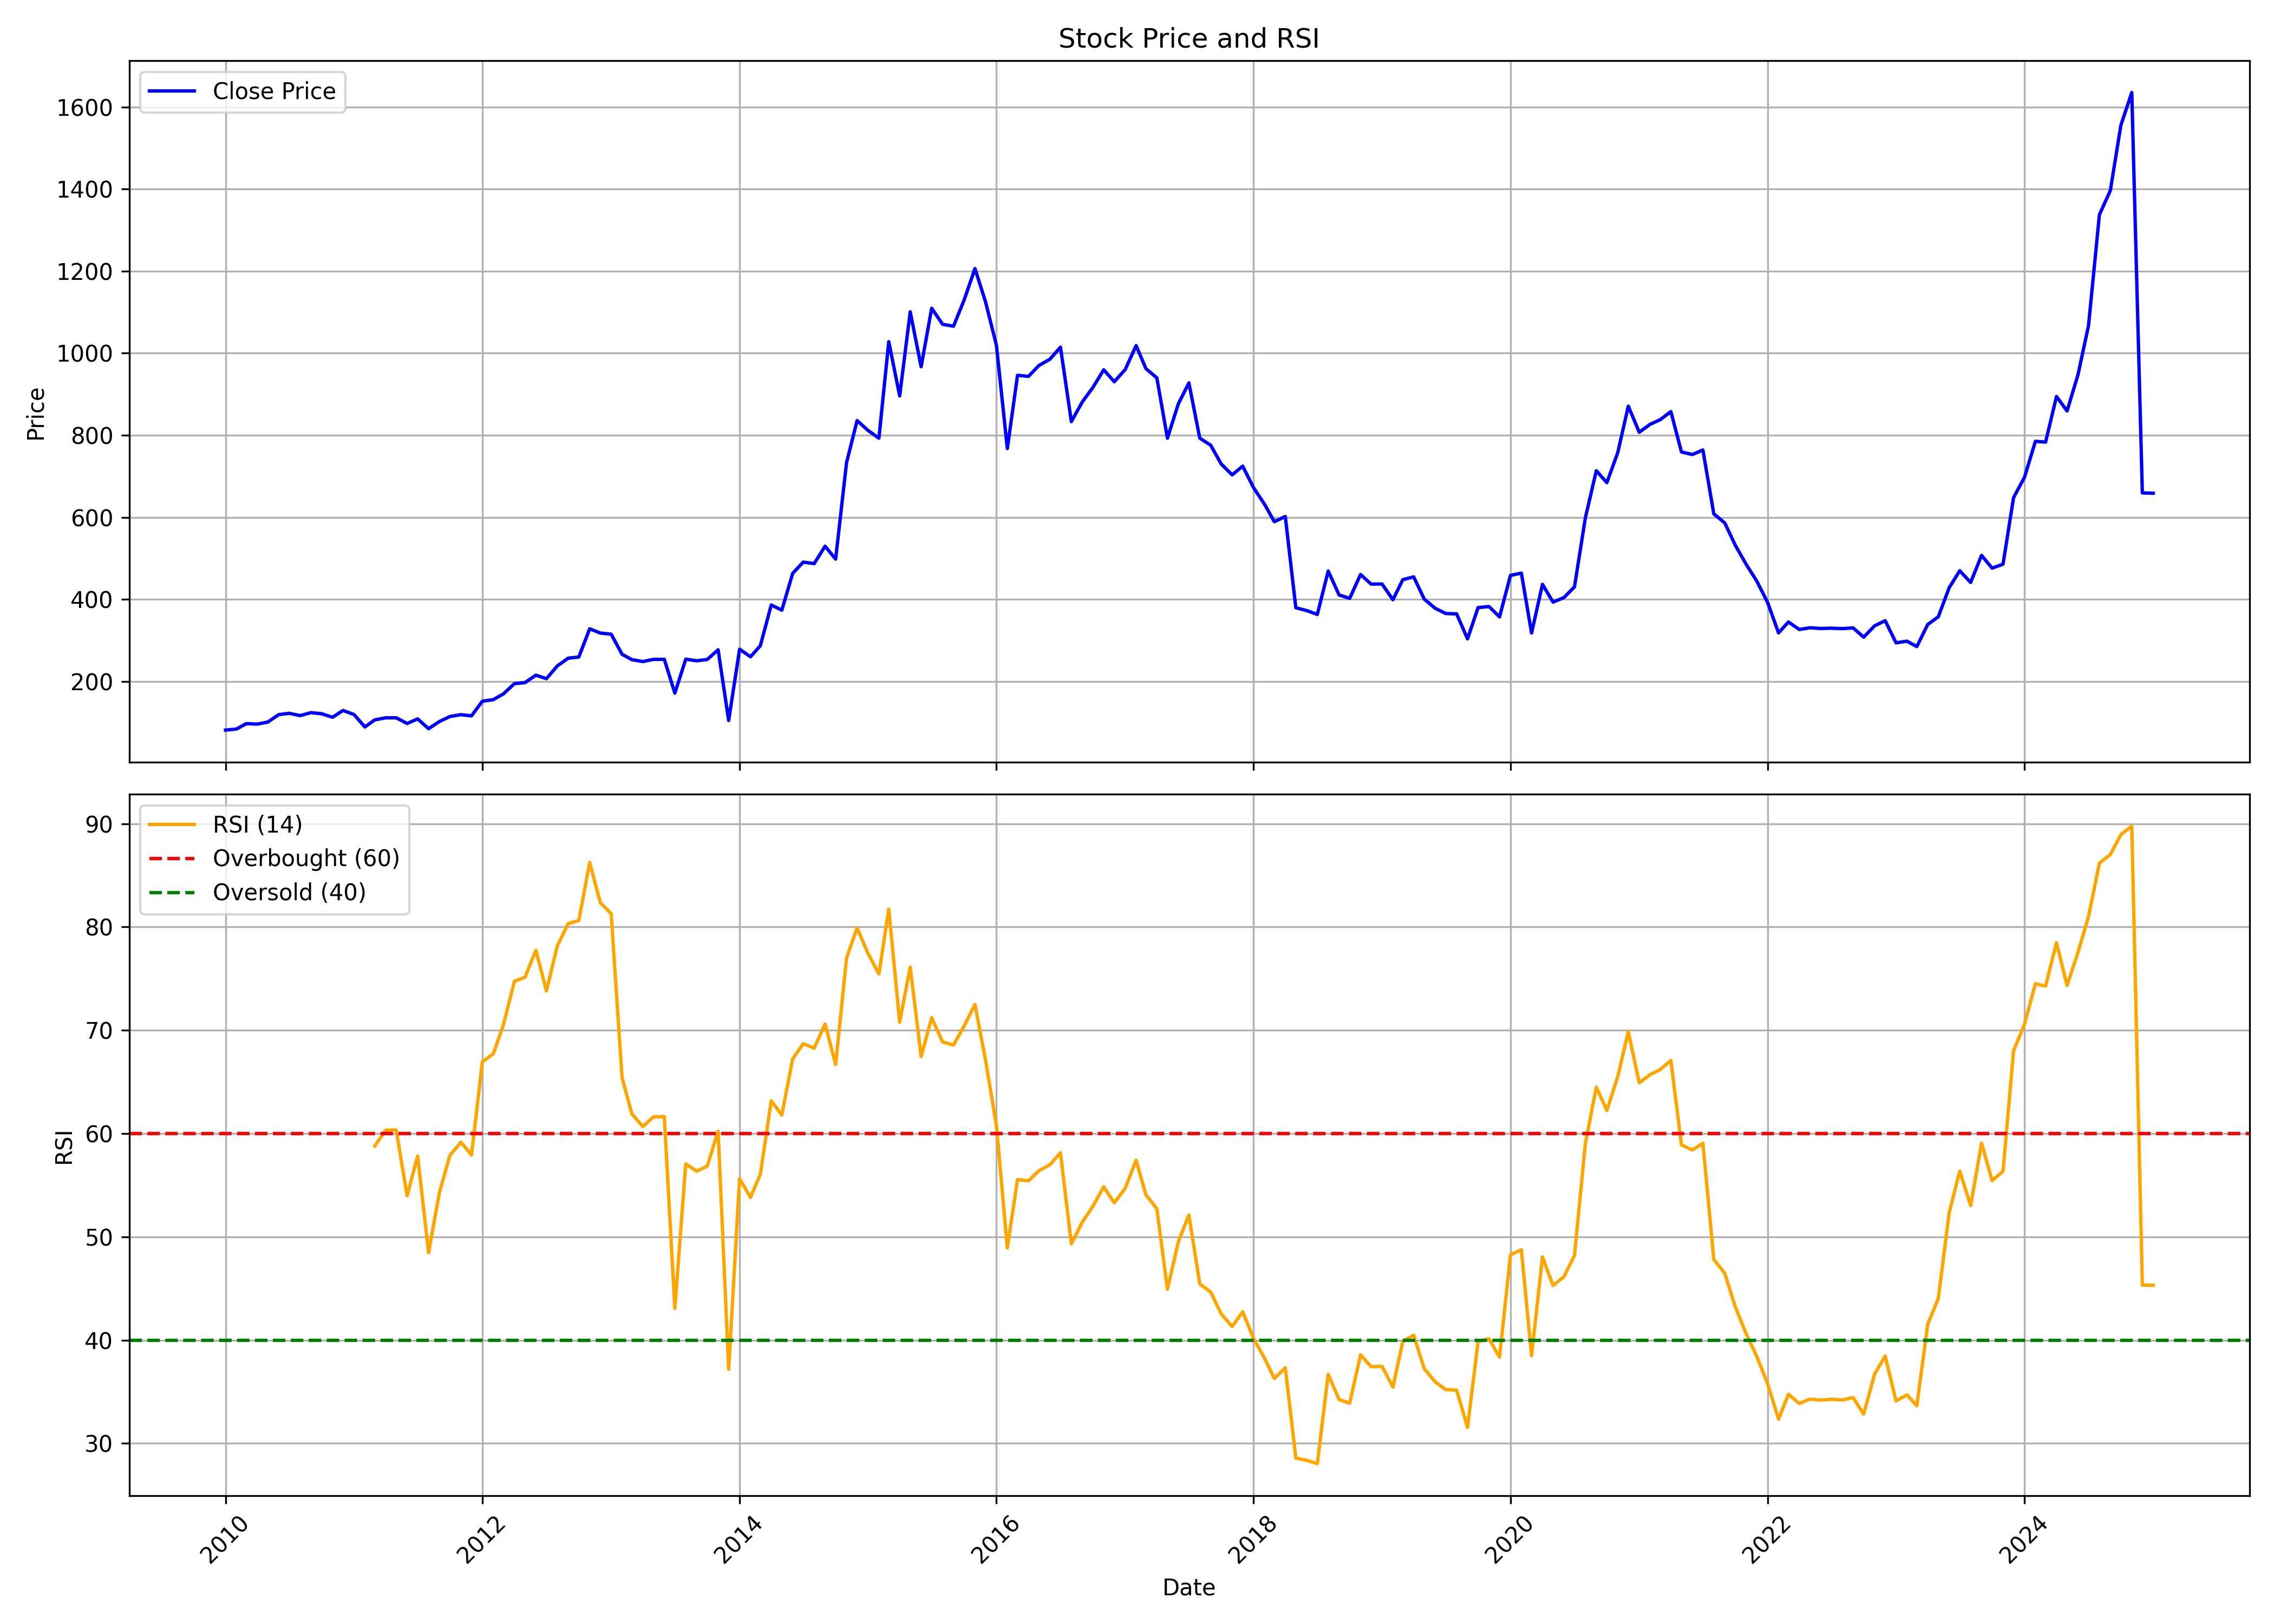 Stock Price and RSI
Close Price
1600
1400
1200
1000
800
600
400
200
Price
RSI (14)
Overbought (60)
Oversold (40)
90
80
70
60
50
40
30
RSI
2010 2012 2014 2016 2018 2020 2022 2024
Date